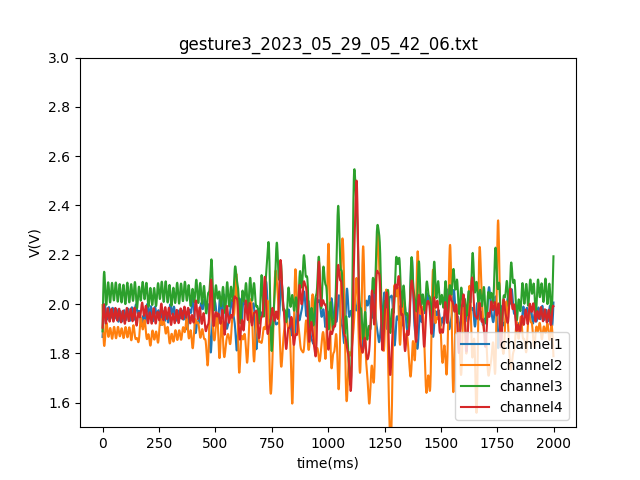 gesture3_2023_05_29_05_42_06.txt
3.0
2.8
2.6
2.4
2.2
2.0
1.8
1.6
V(V)
channel1
channel2
channel3
channel4
0 250 500 750 1000 1250 1500 1750 2000
time(ms)